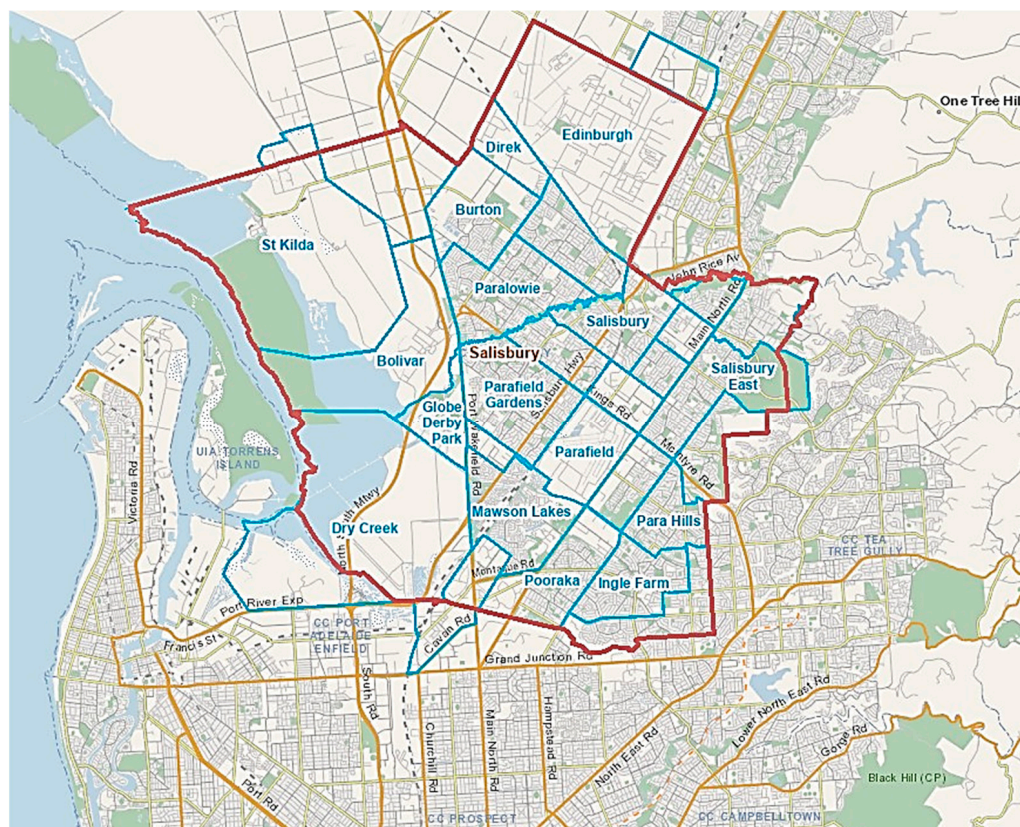 One Tree Hil
Edinburgh
Direk
Burton
St Kilda
John Rice Av
Paralowie
Main North Rd
Salisbury
Salisbury
Bolivar
Salisbury Hwy
Salisbury
East
Parafield
Gardens
Kings Rd
Globe
Derby
Park
Port Wakefield Rd
Parafield
McIntyre Rd
UIA TORRENS
ISLAND
Victoria Rd
Mawson Lakes
Para Hills
Dry Creek
North South Mtwy
CC TEA
TREE GULLY
Montague Rd
Pooraka
Ingle Farm
Port River Exp
Francis St
CC PORT
ADELAIDE
ENFIELD
Cavan Rd
Grand Junction Rd
South Rd
Churchill Rd
Main North Rd
Hampstead Rd
North East Rd
Lower North East Rd
Gorge Rd
Port Rd
Black Hill (CP)
CC PROSPECT
CC CAMPBELLTOWN